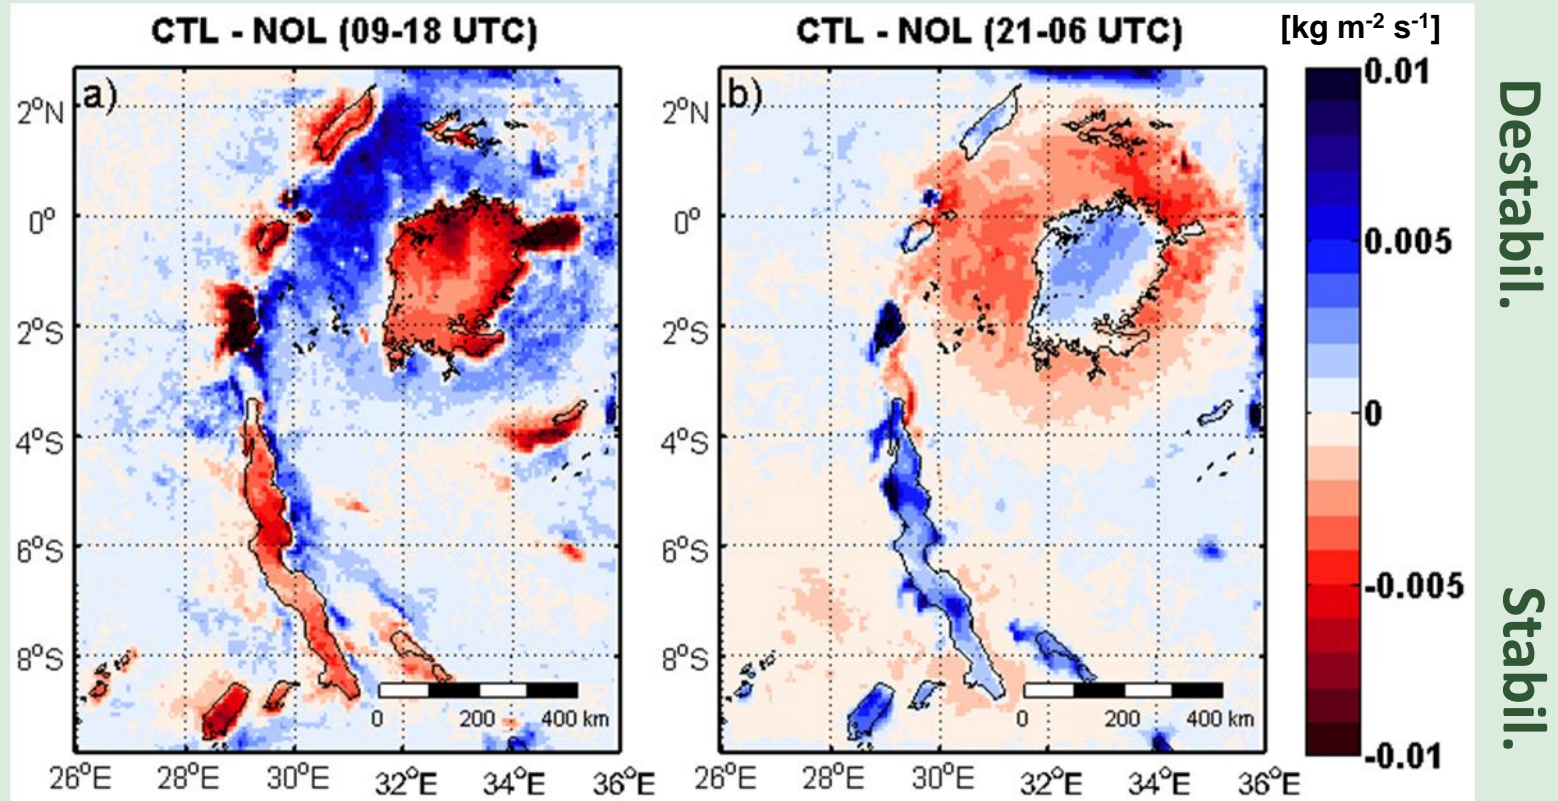 CTL - NOL (09-18 UTC)
CTL - NOL (21-06 UTC)
[kg m⁻² s⁻¹]
a)
2°N
0°
2°S
4°S
6°S
8°S
26°E
28°E
30°E
32°E
34°E
36°E
0
200
400 km
b)
2°N
0°
2°S
4°S
6°S
8°S
26°E
28°E
30°E
32°E
34°E
36°E
0
200
400 km
0.01
0.005
0
-0.005
-0.01
Destabil.
Stabil.